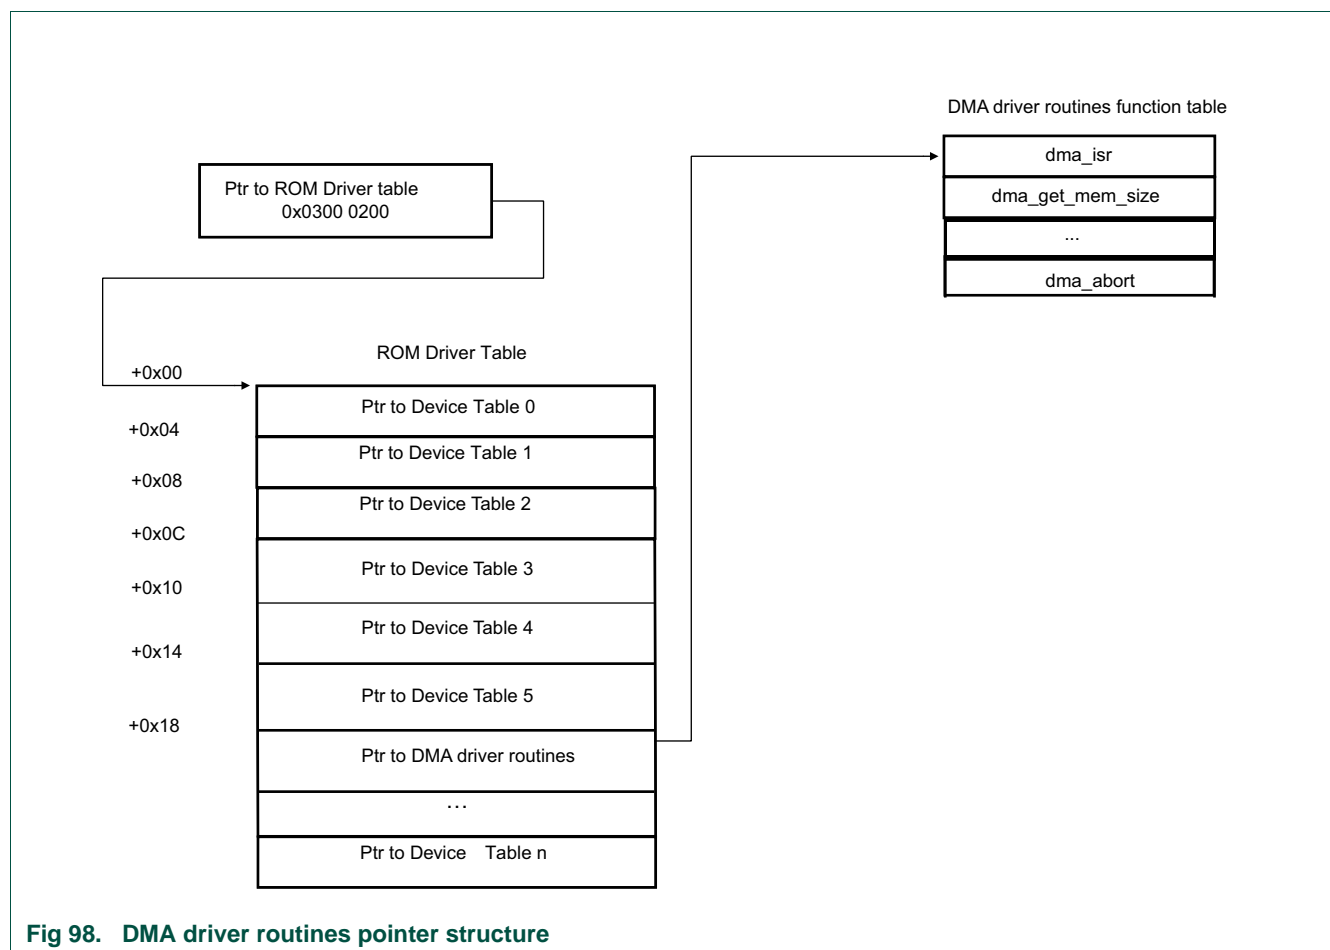 DMA driver routines function table
dma_isr
dma_get_mem_size
...
dma_abort
Ptr to ROM Driver table
0x0300 0200
ROM Driver Table
+0x00
Ptr to Device Table 0
+0x04
Ptr to Device Table 1
+0x08
Ptr to Device Table 2
+0x0C
Ptr to Device Table 3
+0x10
Ptr to Device Table 4
+0x14
Ptr to Device Table 5
+0x18
Ptr to DMA driver routines
...
Ptr to Device Table n
Fig 98. DMA driver routines pointer structure